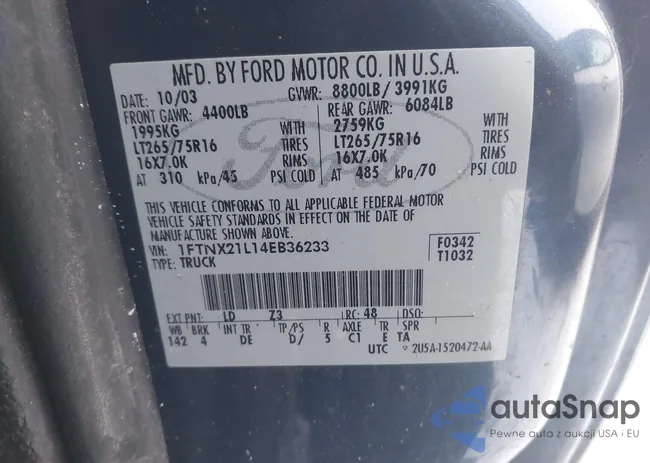 MFD. BY FORD MOTOR CO. IN U.S.A.
DATE: 10/03 GVWR: 8800LB/ 3991KG
FRONT GAWR: 4400LB REAR GAWR: 6084LB
1995KG WITH 2759KG WITH
LT265/75R16 TIRES LT265/75R16 TIRES
16X7.0K RIMS 16X7.0K RIMS
AT 310 kPa/45 PSI COLD AT 485 kPa/70 PSI COLD
Ford
THIS VEHICLE CONFORMS TO ALL APPLICABLE FEDERAL MOTOR
VEHICLE SAFETY STANDARDS IN EFFECT ON THE DATE OF
MANUFACTURE SHOWN ABOVE.
VIN: 1FTNX21L14EB36233 F0342
TYPE: TRUCK T1032
EXT PNT: LD Z3 RC: 48 DSO:
WB BRK INT TR TP/PS R AXLE TR SPR
142 4 DE D/ 5 C1 E TA
UTC 2U5A-1520472-AA
autoSnap
Pewne auta z aukcji USA i EU